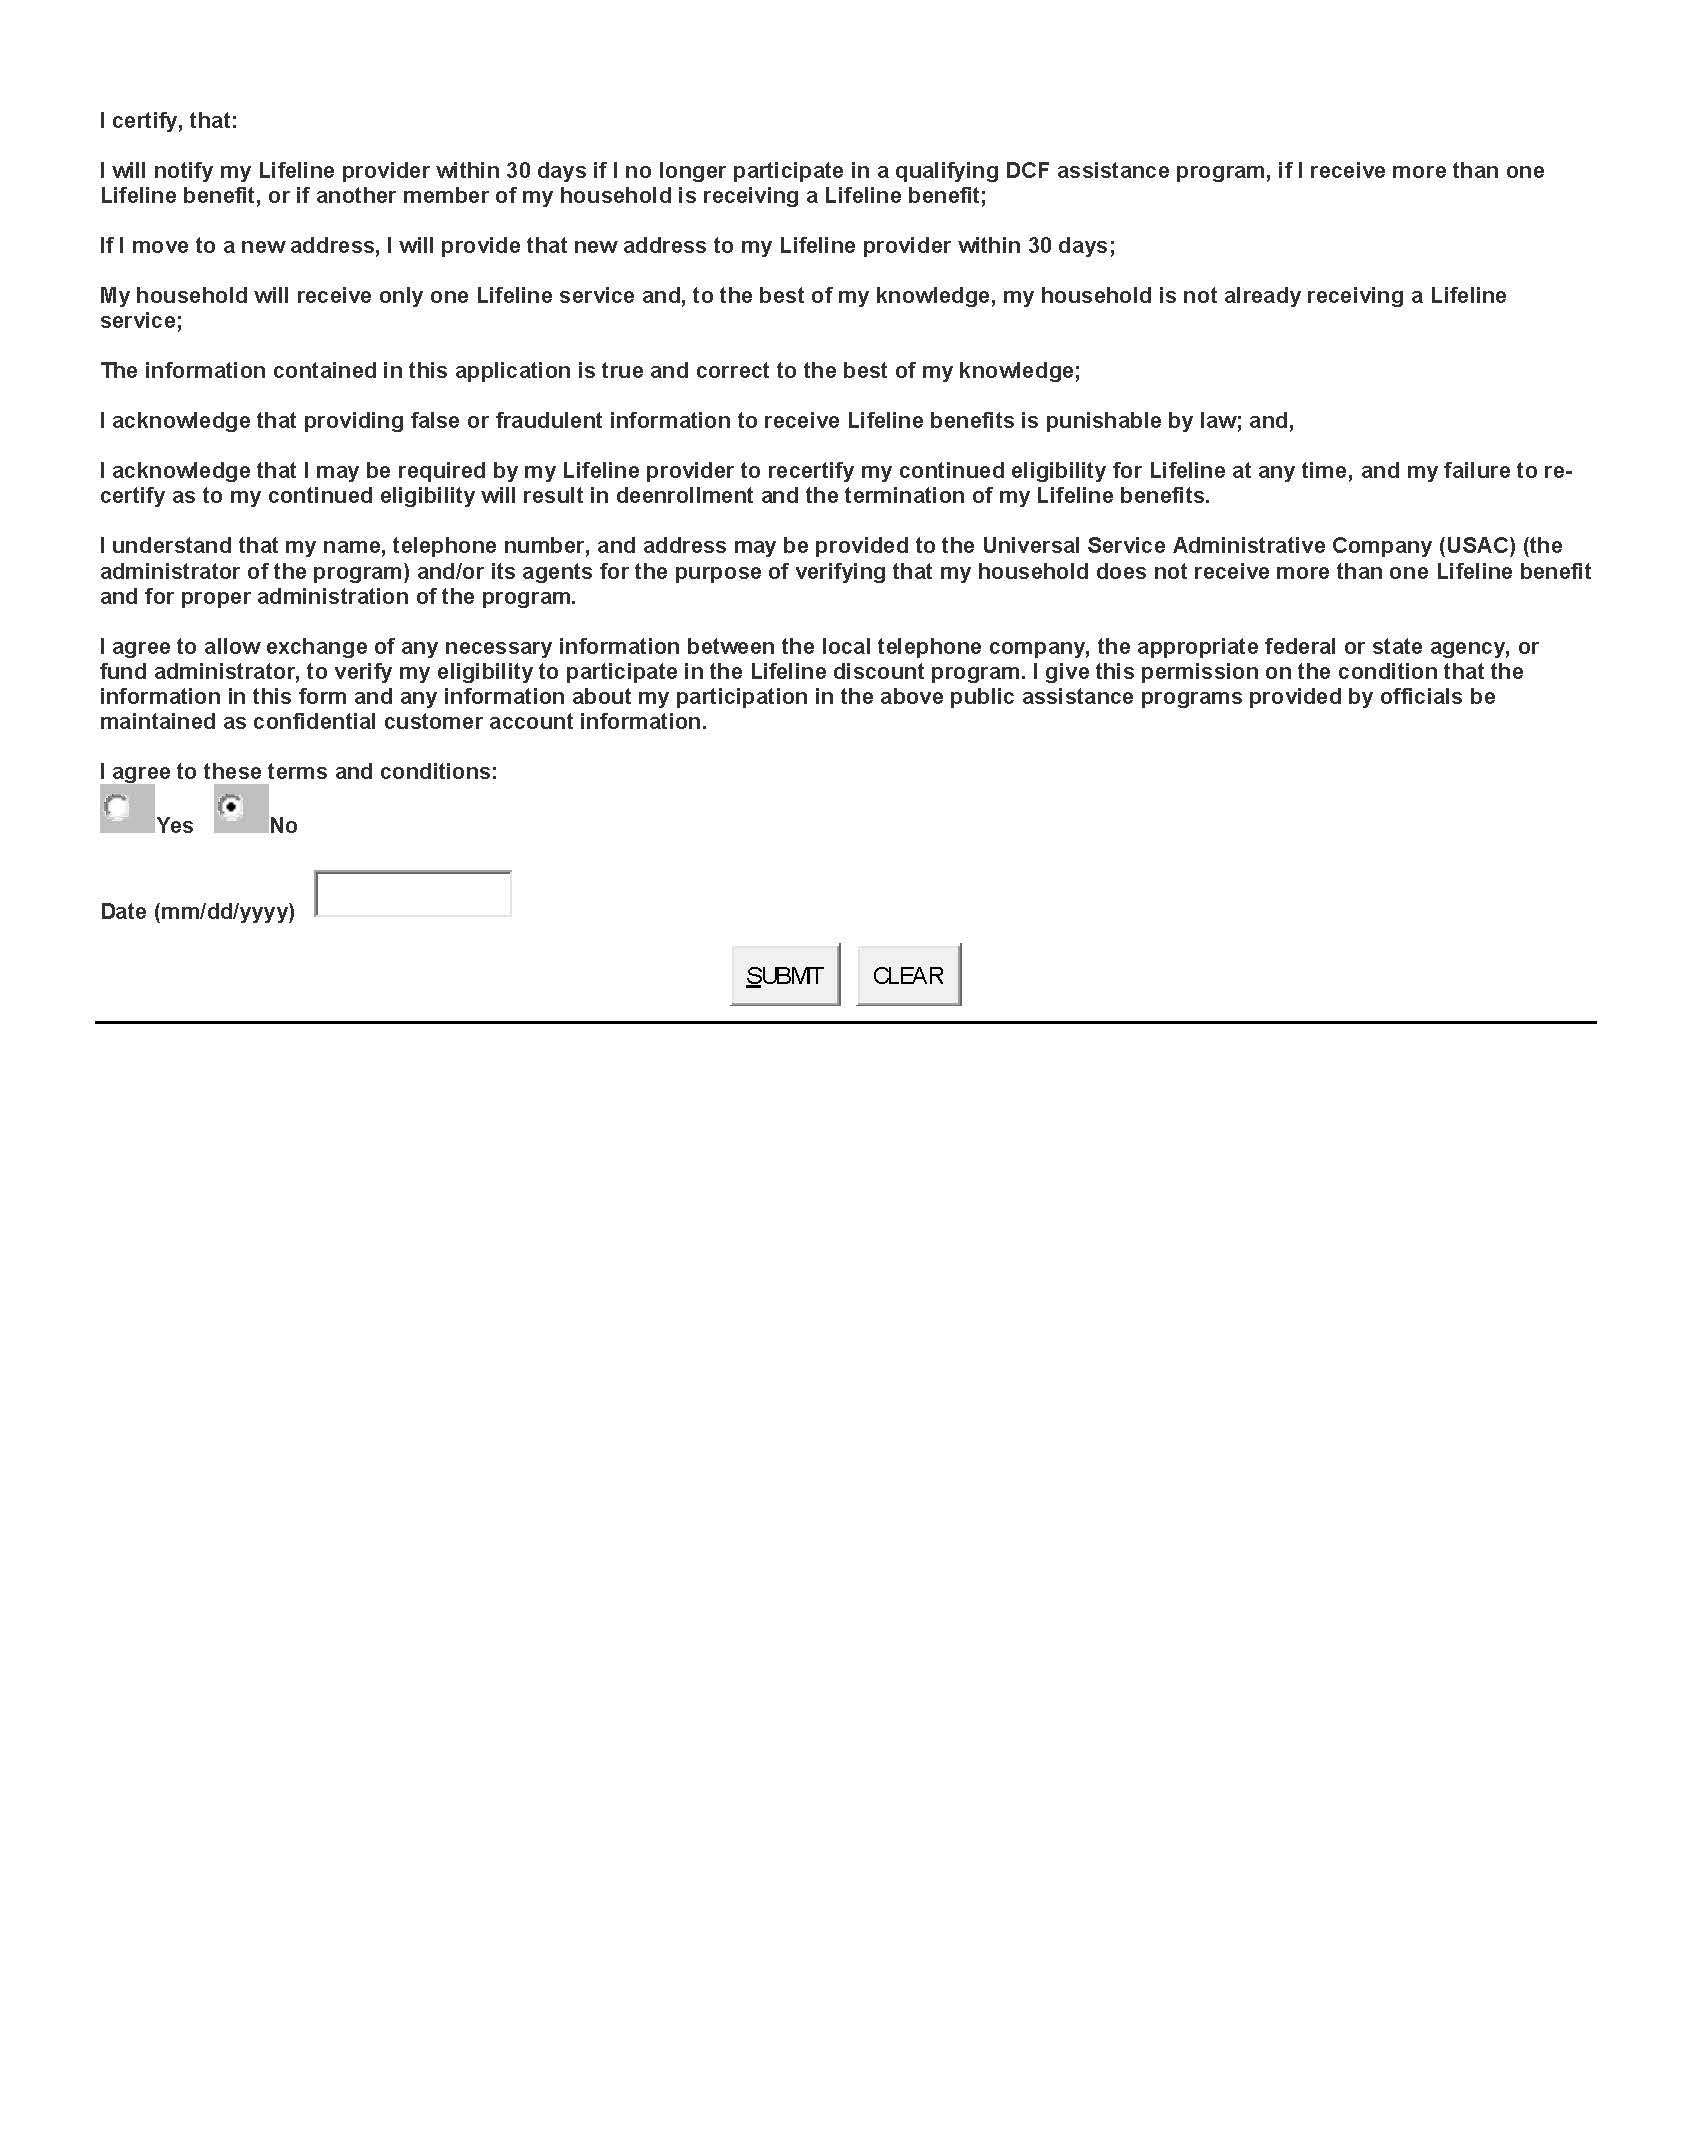 I certify, that:
I will notify my Lifeline provider within 30 days if I no longer participate in a qualifying DCF assistance program, if I receive more than one
Lifeline benefit, or if another member of my household is receiving a Lifeline benefit;
If I move to a new address, I will provide that new address to my Lifeline provider within 30 days;
My household will receive only one Lifeline service and, to the best of my knowledge, my household is not already receiving a Lifeline
service;
The information contained in this application is true and correct to the best of my knowledge;
I acknowledge that providing false or fraudulent information to receive Lifeline benefits is punishable by law; and,
I acknowledge that I may be required by my Lifeline provider to recertify my continued eligibility for Lifeline at any time, and my failure to re-
certify as to my continued eligibility will result in deenrollment and the termination of my Lifeline benefits.
I understand that my name, telephone number, and address may be provided to the Universal Service Administrative Company (USAC) (the
administrator of the program) and/or its agents for the purpose of verifying that my household does not receive more than one Lifeline benefit
and for proper administration of the program.
I agree to allow exchange of any necessary information between the local telephone company, the appropriate federal or state agency, or
fund administrator, to verify my eligibility to participate in the Lifeline discount program. I give this permission on the condition that the
information in this form and any information about my participation in the above public assistance programs provided by officials be
maintained as confidential customer account information.
I agree to these terms and conditions:
Yes No
Date (mm/dd/yyyy)
SUBMIT CLEAR